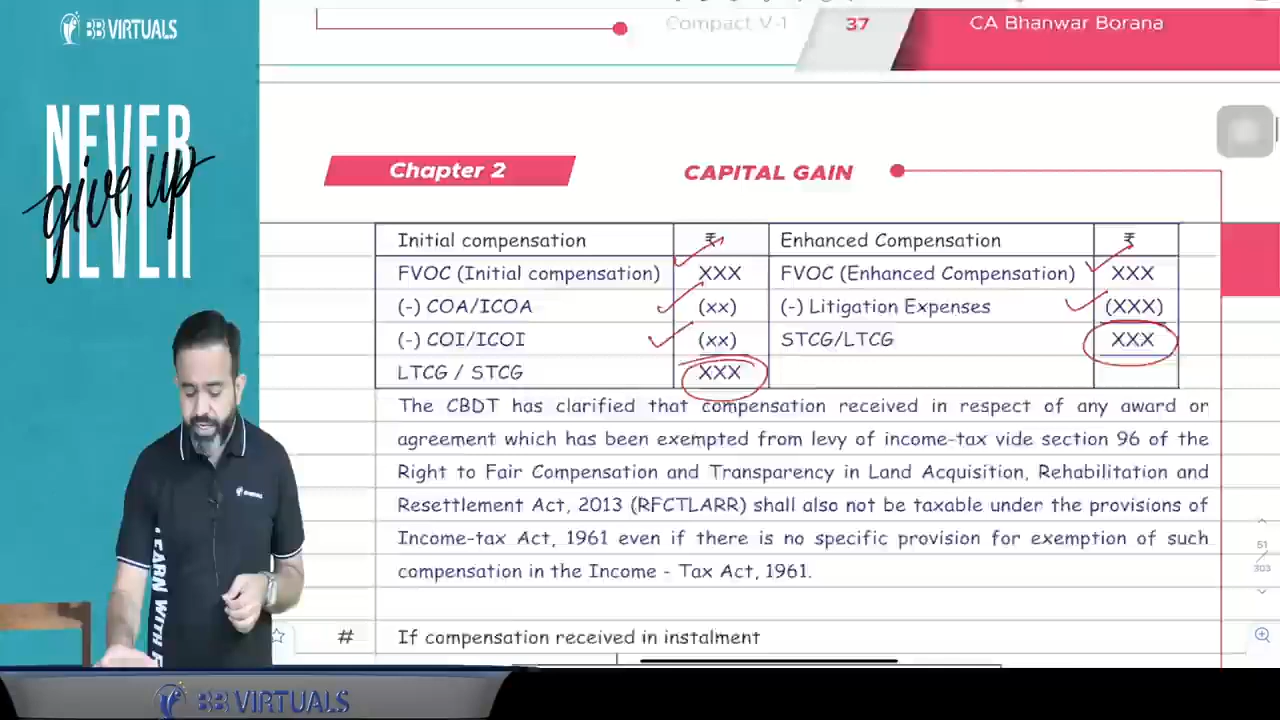 BB VIRTUALS
NEVER
give up
NEVER
Compact V-1 37 CA Bhanwar Borana
Chapter 2 CAPITAL GAIN
Initial compensation ₹ Enhanced Compensation ₹
FVOC (Initial compensation) XXX FVOC (Enhanced Compensation) XXX
(-) COA/ICOA (xx) (-) Litigation Expenses (XXX)
(-) COI/ICOI (xx) STCG/LTCG XXX
LTCG / STCG XXX
The CBDT has clarified that compensation received in respect of any award or
agreement which has been exempted from levy of income-tax vide section 96 of the
Right to Fair Compensation and Transparency in Land Acquisition, Rehabilitation and
Resettlement Act, 2013 (RFCTLARR) shall also not be taxable under the provisions of
Income-tax Act, 1961 even if there is no specific provision for exemption of such
compensation in the Income - Tax Act, 1961.
51
303
# If compensation received in instalment
VIRTUALS
LEARN WITH
BB VIRTUALS